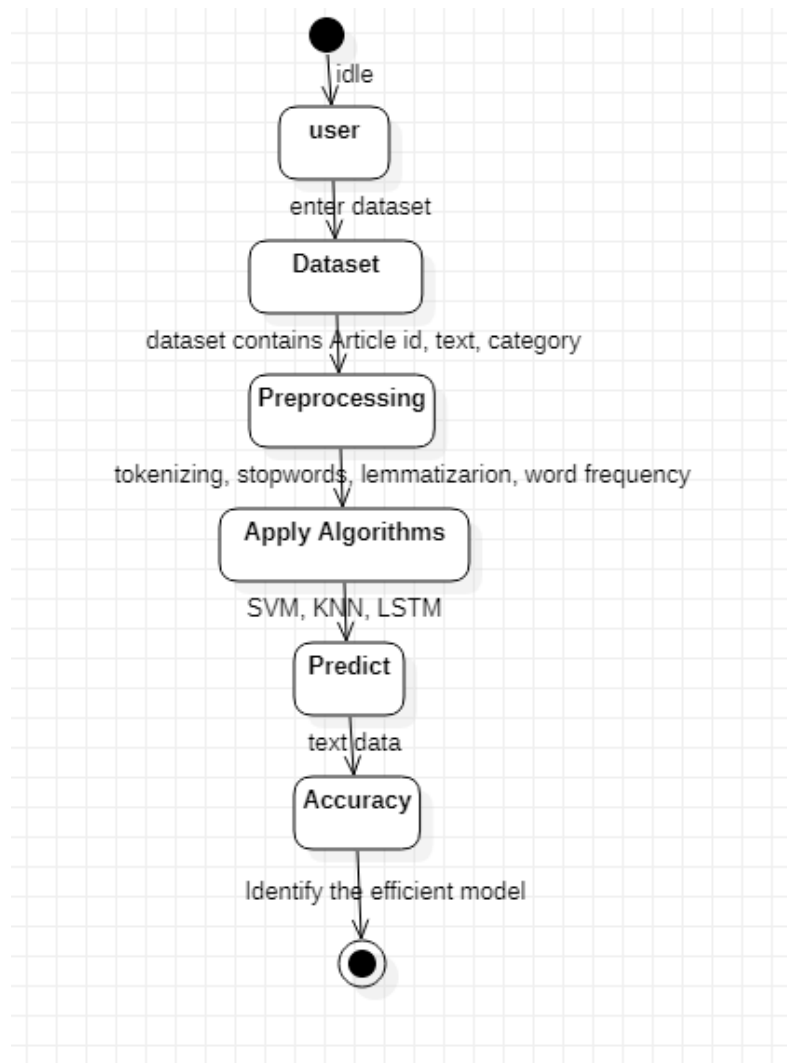 idle
user
enter dataset
Dataset
dataset contains Article id, text, category
Preprocessing
tokenizing, stopwords, lemmatizarion, word frequency
Apply Algorithms
SVM, KNN, LSTM
Predict
text data
Accuracy
Identify the efficient model